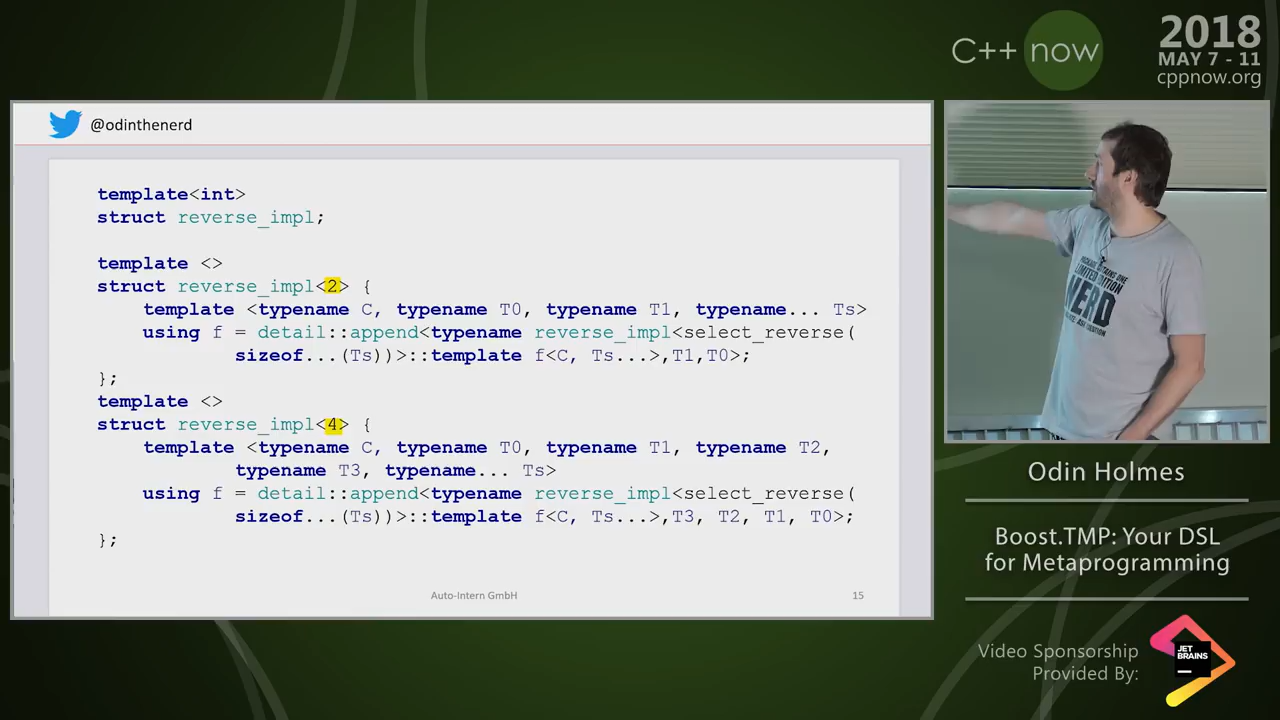 C++ now
2018
MAY 7 - 11
cppnow.org
@odinthenerd
template<int>
struct reverse_impl;
template <>
struct reverse_impl<2> {
template <typename C, typename T0, typename T1, typename... Ts>
using f = detail::append<typename reverse_impl<select_reverse(
sizeof...(Ts))>::template f<C, Ts...>,T1,T0>;
};
template <>
struct reverse_impl<4> {
template <typename C, typename T0, typename T1, typename T2,
typename T3, typename... Ts>
using f = detail::append<typename reverse_impl<select_reverse(
sizeof...(Ts))>::template f<C, Ts...>,T3, T2, T1, T0>;
};
Auto-Intern GmbH
15
LIMITED EDITION
NERD
Odin Holmes
Boost.TMP: Your DSL
for Metaprogramming
Video Sponsorship
Provided By:
JET
BRAINS